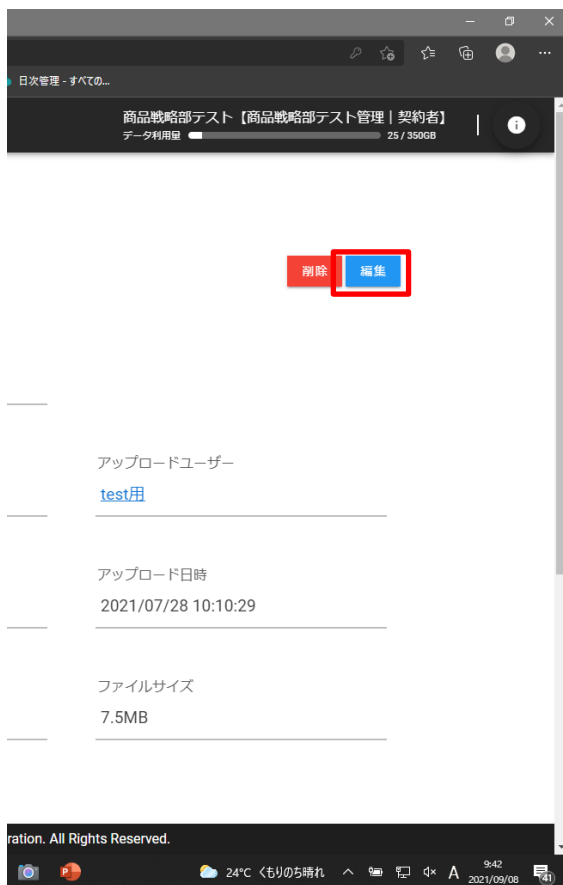 日次管理 - すべての...
商品戦略部テスト【商品戦略部テスト管理｜契約者】
データ利用量 25 / 350GB
削除 編集
アップロードユーザー
test用
アップロード日時
2021/07/28 10:10:29
ファイルサイズ
7.5MB
ration. All Rights Reserved.
24°C くもりのち晴れ A 9:42
2021/09/08 41